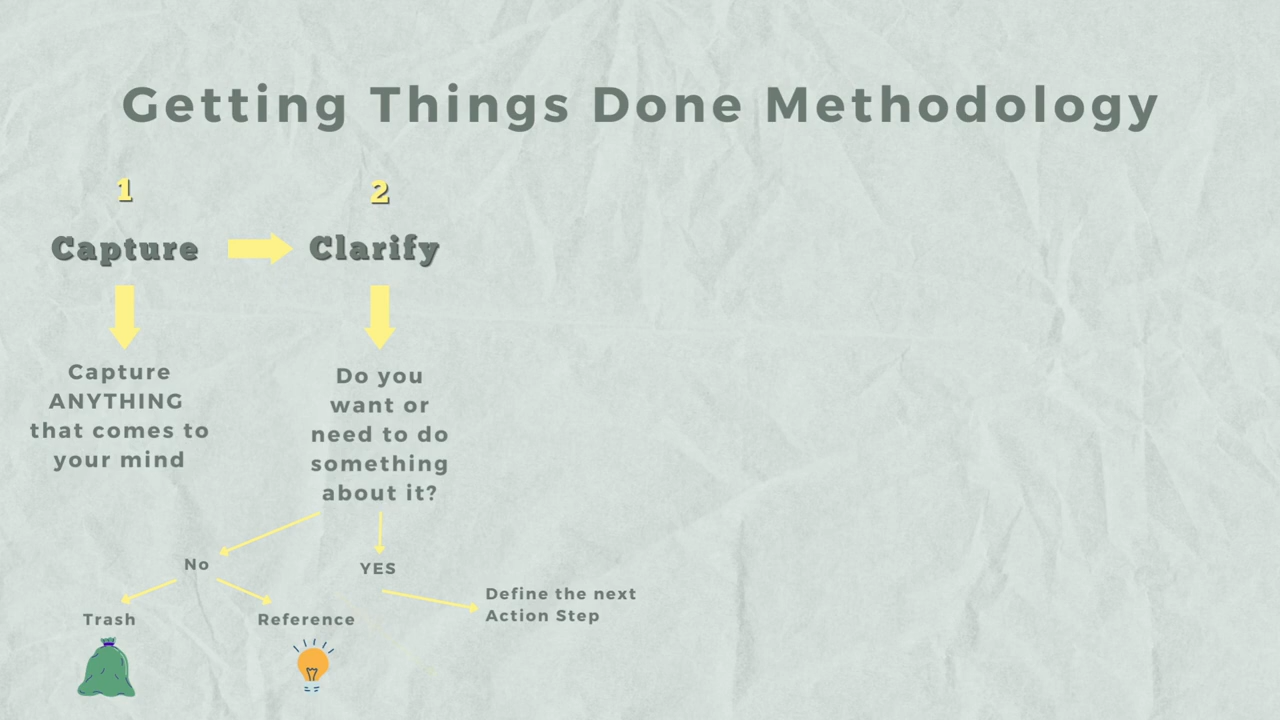 Getting Things Done Methodology
1
Capture
Capture
ANYTHING
that comes to
your mind
2
Clarify
Do you
want or
need to do
something
about it?
No
Trash
Reference
YES
Define the next
Action Step